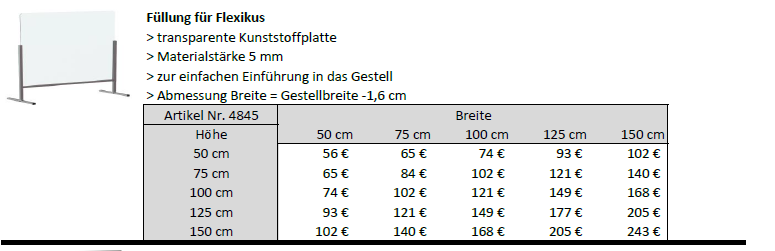 Füllung für Flexikus
> transparente Kunststoffplatte
> Materialstärke 5 mm
> zur einfachen Einführung in das Gestell
> Abmessung Breite = Gestellbreite -1,6 cm
Artikel Nr. 4845 Breite
Höhe 50 cm 75 cm 100 cm 125 cm 150 cm
50 cm 56 € 65 € 74 € 93 € 102 €
75 cm 65 € 84 € 102 € 121 € 140 €
100 cm 74 € 102 € 121 € 149 € 168 €
125 cm 93 € 121 € 149 € 177 € 205 €
150 cm 102 € 140 € 168 € 205 € 243 €